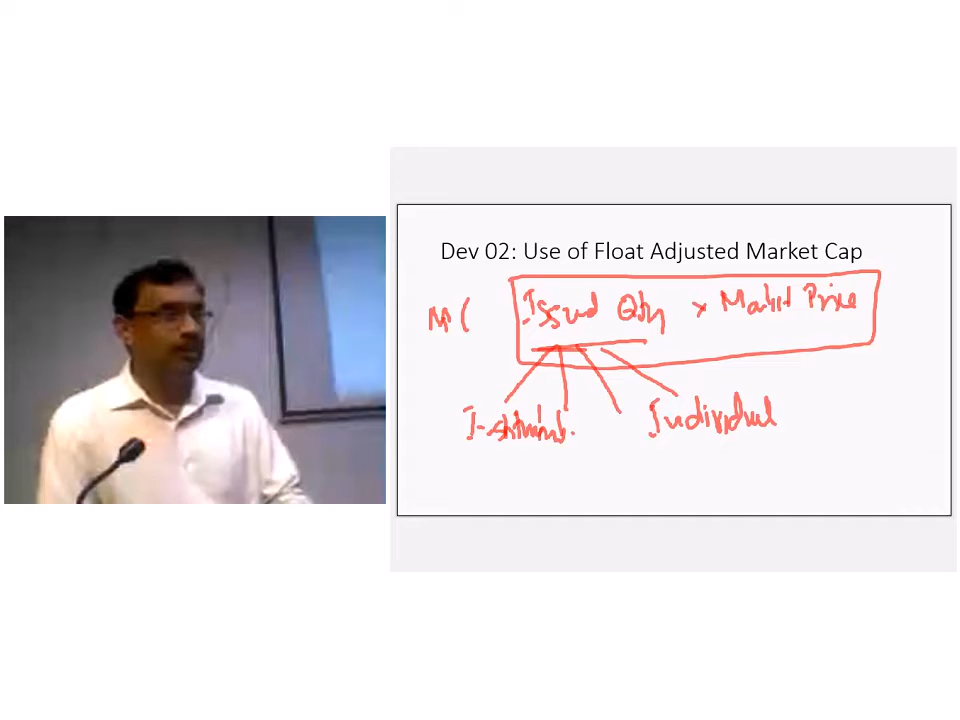 Dev 02: Use of Float Adjusted Market Cap
MC Issued Qty × Market Price
Individual